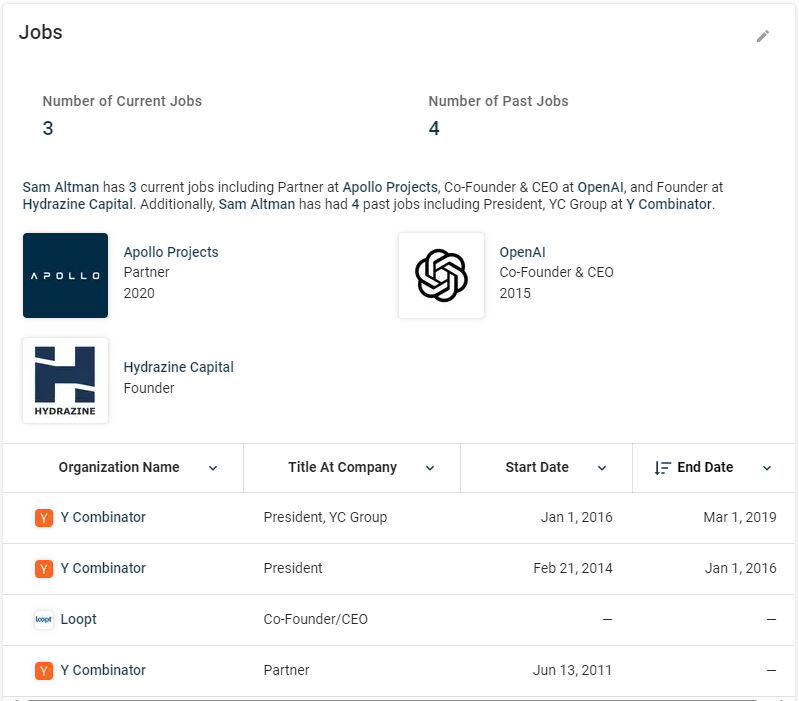 Jobs
Number of Current Jobs
3
Number of Past Jobs
4
Sam Altman has 3 current jobs including Partner at Apollo Projects, Co-Founder & CEO at OpenAI, and Founder at
Hydrazine Capital. Additionally, Sam Altman has had 4 past jobs including President, YC Group at Y Combinator.
APOLLO
Apollo Projects
Partner
2020
OpenAI
Co-Founder & CEO
2015
H
HYDRAZINE
Hydrazine Capital
Founder
Organization Name Title At Company Start Date End Date
Y Y Combinator President, YC Group Jan 1, 2016 Mar 1, 2019
Y Y Combinator President Feb 21, 2014 Jan 1, 2016
loopt Loopt Co-Founder/CEO — —
Y Y Combinator Partner Jun 13, 2011 —